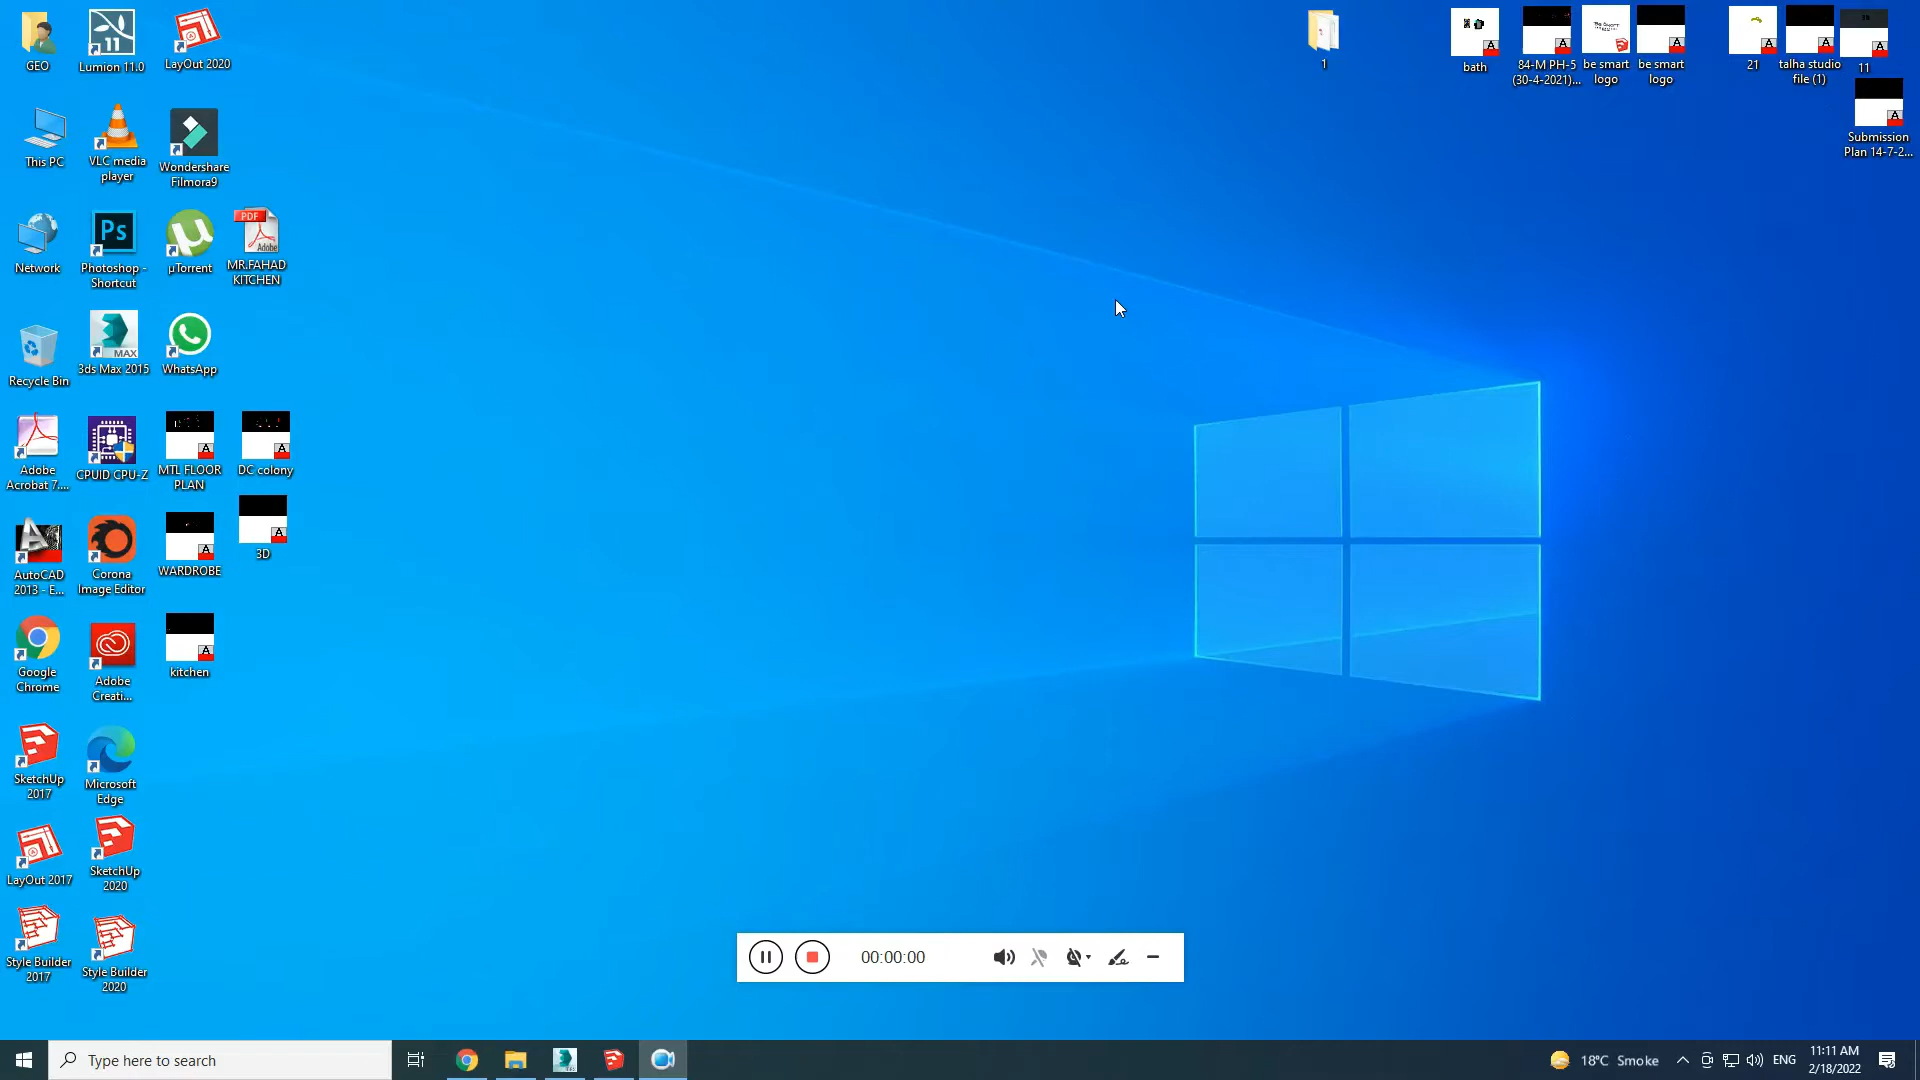 GEO
Lumion 11.0
11
LayOut 2020
1
bath
84-M PH-5
(30-4-2021)...
be smart
logo
be smart
logo
21
talha studio
file (1)
11
Submission
Plan 14-7-2...
This PC
VLC media
player
Wondershare
Filmora9
Network
Ps
Photoshop -
Shortcut
µTorrent
PDF
Adobe
MR.FAHAD
KITCHEN
Recycle Bin
MAX
3ds Max 2015
WhatsApp
Adobe
Acrobat 7....
CPUID CPU-Z
MTL FLOOR
PLAN
DC colony
AutoCAD
2013 - E...
Corona
Image Editor
WARDROBE
3D
Google
Chrome
Adobe
Creati...
kitchen
SketchUp
2017
Microsoft
Edge
LayOut 2017
SketchUp
2020
Style Builder
2017
Style Builder
2020
00:00:00
Type here to search
18°C Smoke
ENG
11:11 AM
2/18/2022